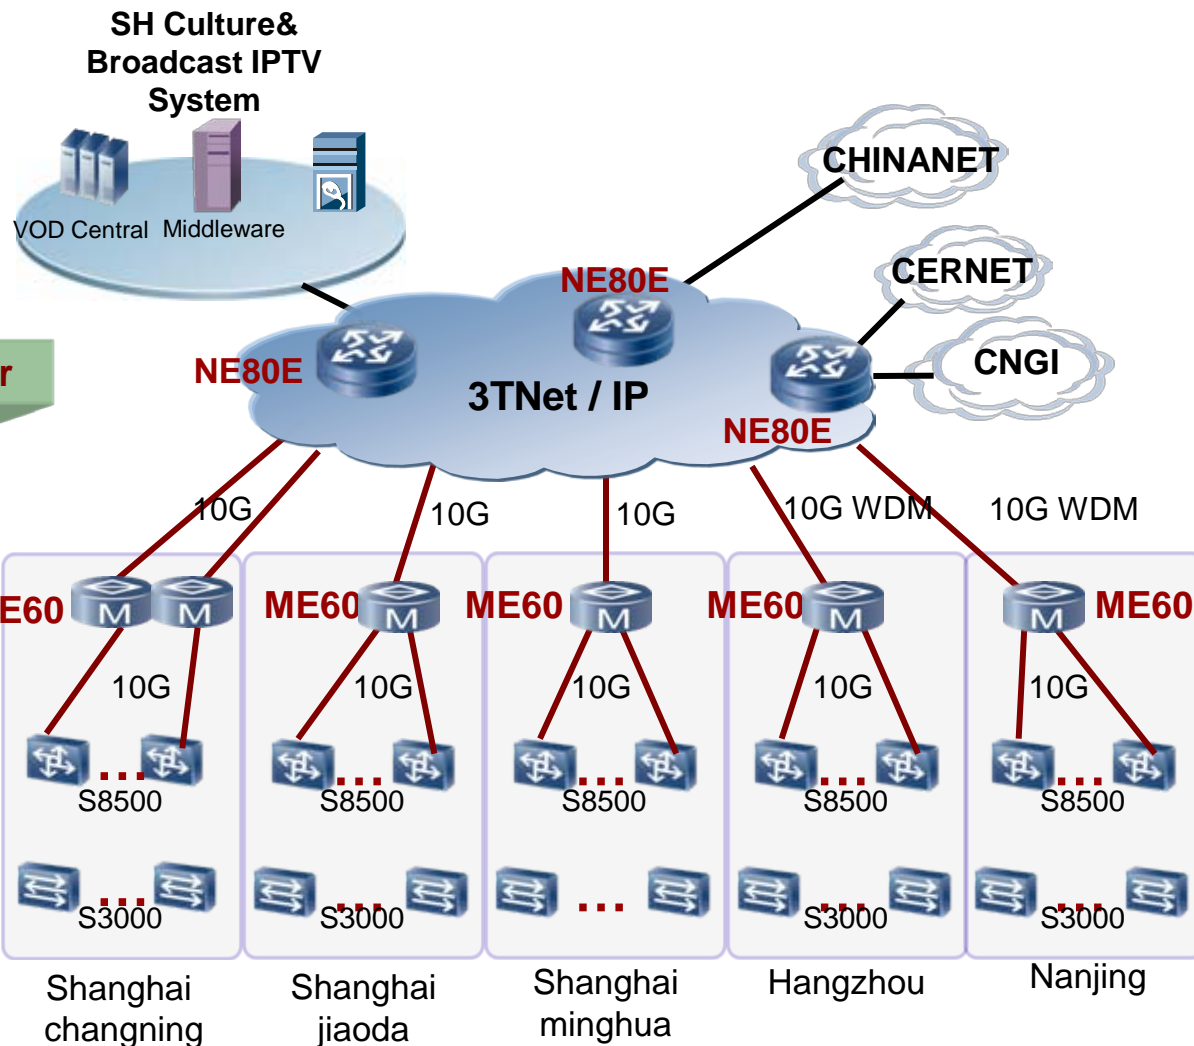 SH Culture&
Broadcast IPTV
System
VOD Central
Middleware
CHINANET
CERNET
CNGI
NE80E
NE80E
r
3TNet / IP
NE80E
10G
10G
10G
10G WDM
10G WDM
E60
M
M
ME60
M
ME60
M
ME60
M
M
ME60
10G
10G
10G
10G
10G
...
...
...
...
...
S8500
S8500
S8500
S8500
S8500
...
...
...
...
...
S3000
S3000
S3000
S3000
Shanghai
changning
Shanghai
jiaoda
Shanghai
minghua
Hangzhou
Nanjing